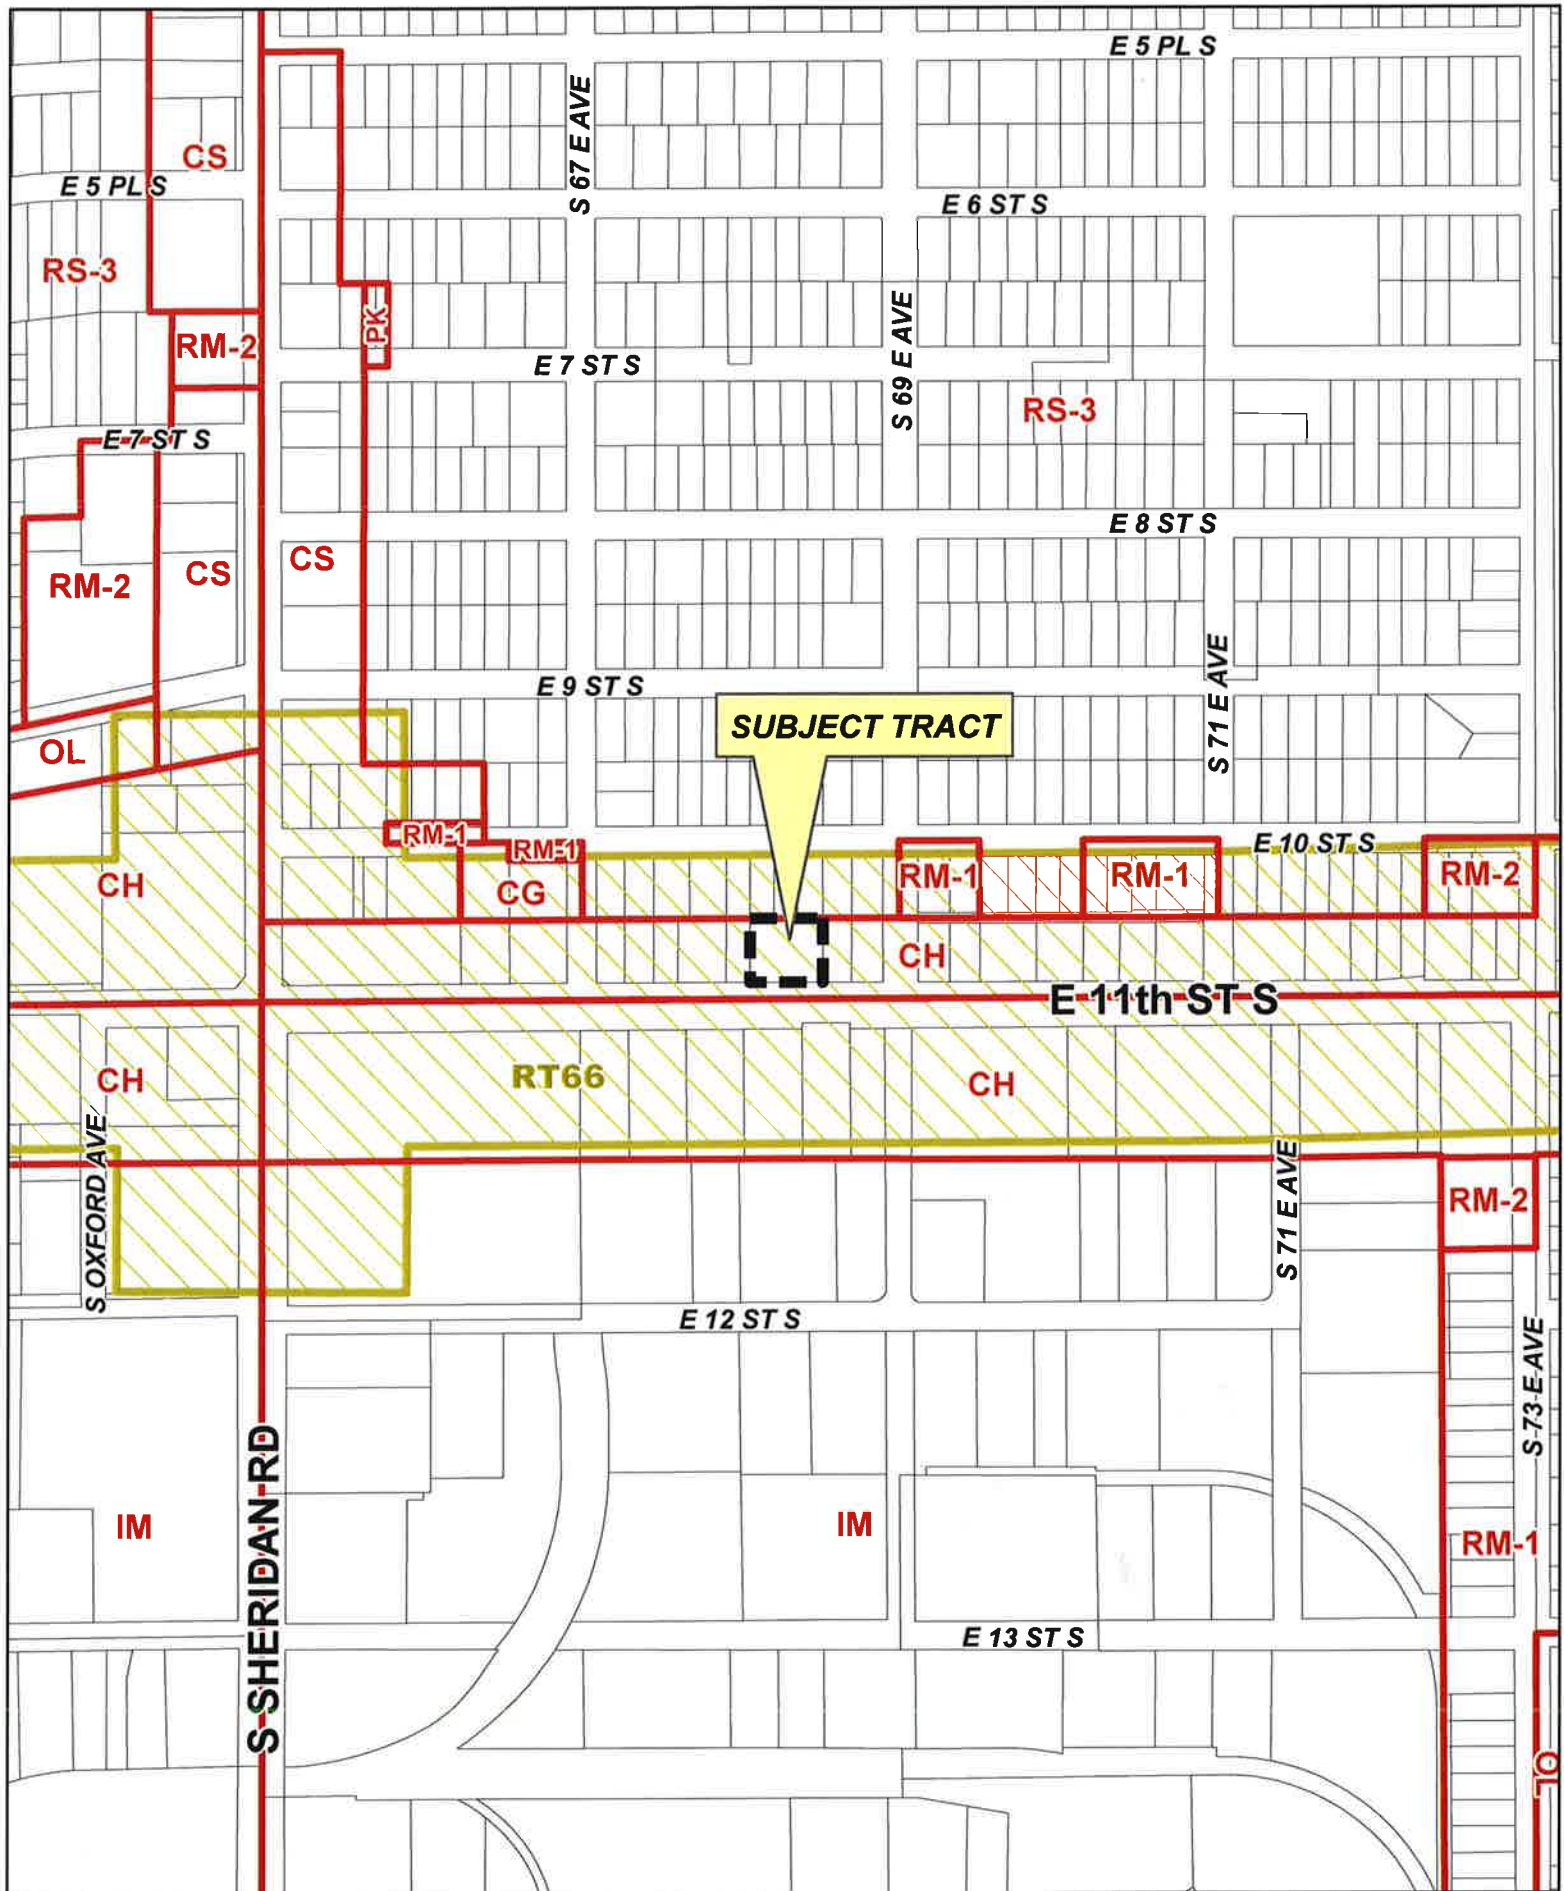 E 5 PL S
S 67 E AVE
CS
E 5 PL S
E 6 ST S
RS-3
PK
S 69 E AVE
RM-2
E 7 ST S
RS-3
E 7 ST S
E 8 ST S
CS
CS
RM-2
S 71 E AVE
E 9 ST S
SUBJECT TRACT
OL
RM-1
RM-1
E 10 ST S
CH
CG
RM-1
RM-1
RM-2
CH
E 11th ST S
CH
RT66
CH
S OXFORD AVE
S 71 E AVE
RM-2
E 12 ST S
S 73 E AVE
S SHERIDAN RD
IM
IM
RM-1
E 13 ST S
OL